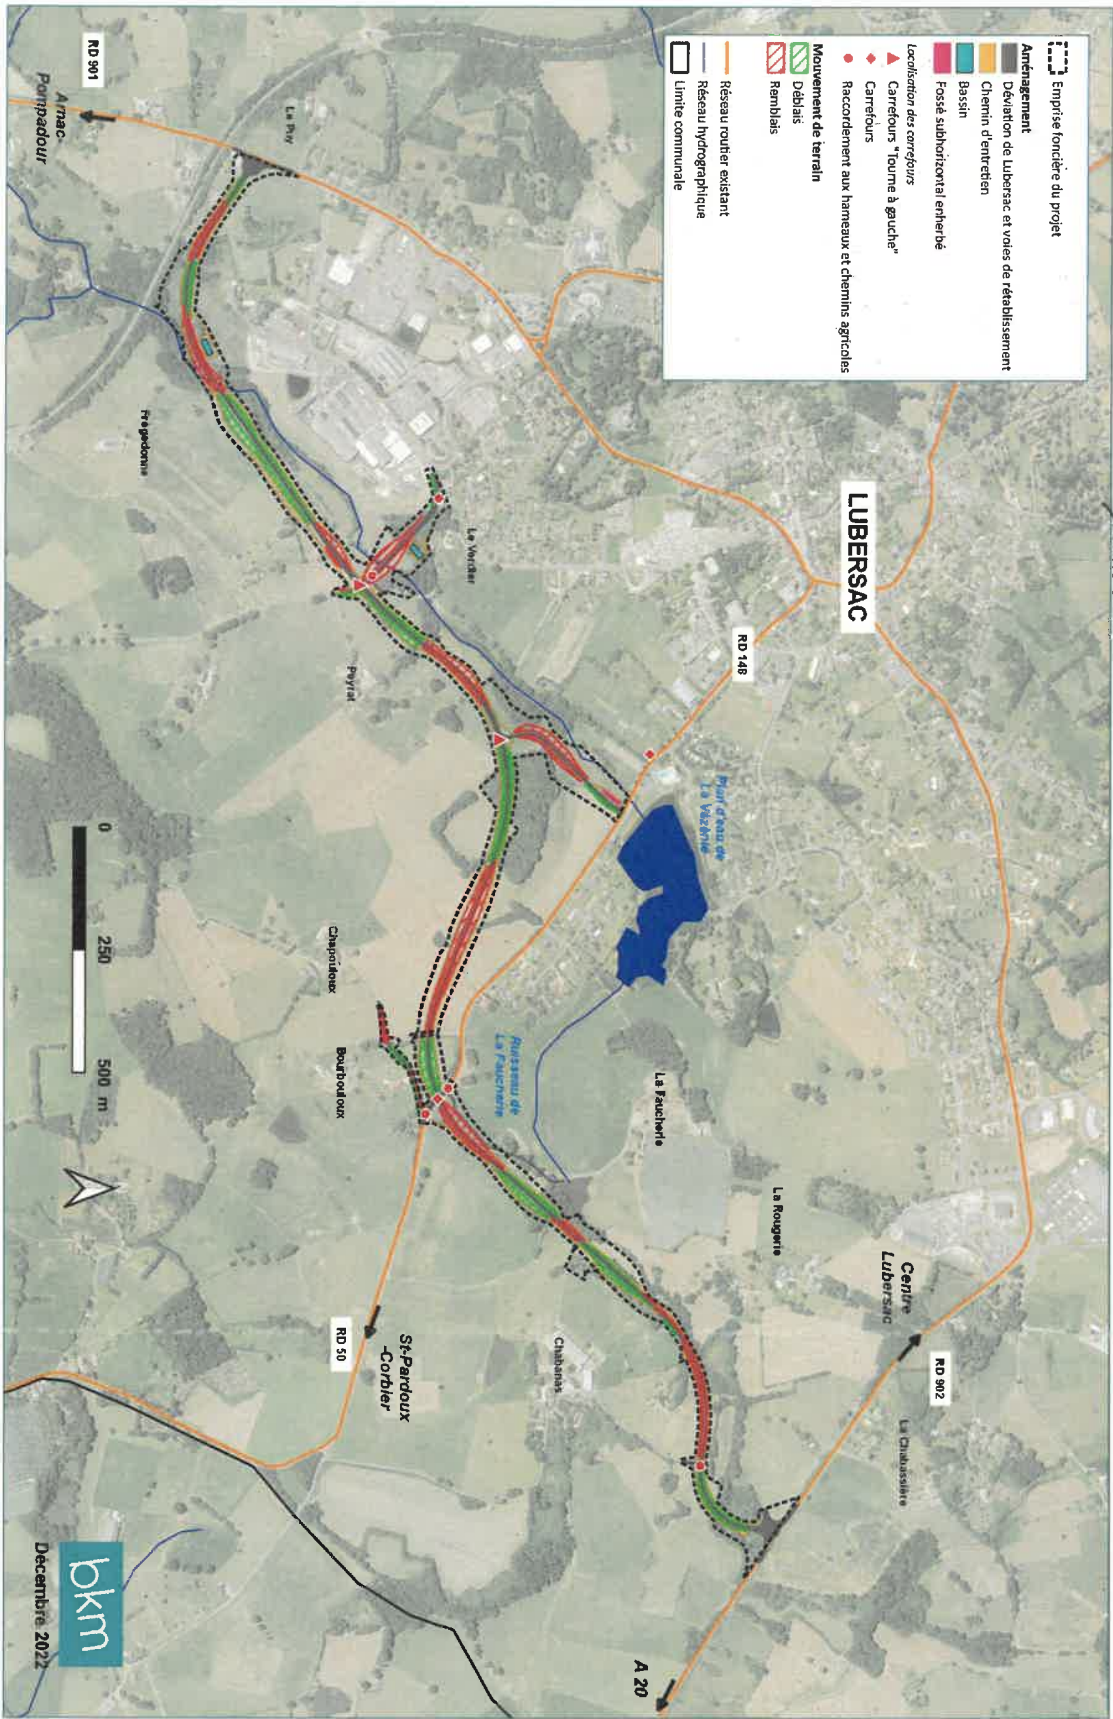 Emprise foncière du projet
Aménagement
Déviation de Lubersac et voies de rétablissement
Chemin d'entretien
Bassin
Fossé subhorizontal enherbé
Localisation des carrefours
Carrefours "Tourne à gauche"
Carrefours
Raccordement aux hameaux et chemins agricoles
Mouvement de terrain
Déblais
Remblais
Réseau routier existant
Réseau hydrographique
Limite communale
LUBERSAC
RD 148
Plan d'eau de
La Vézénie
La Faucherie
La Rougerie
Centre
Lubersac
RD 902
La Chabassière
A 20
Le Puy
RD 901
Arnac-
Pompadour
Fregedonne
Le Verdier
Peyrat
Chapouloux
Bourbouloux
Ruisseau de
La Faucherie
Chabanas
St-Pardoux
-Corbier
RD 50
0
250
500 m
bkm
Décembre 2022